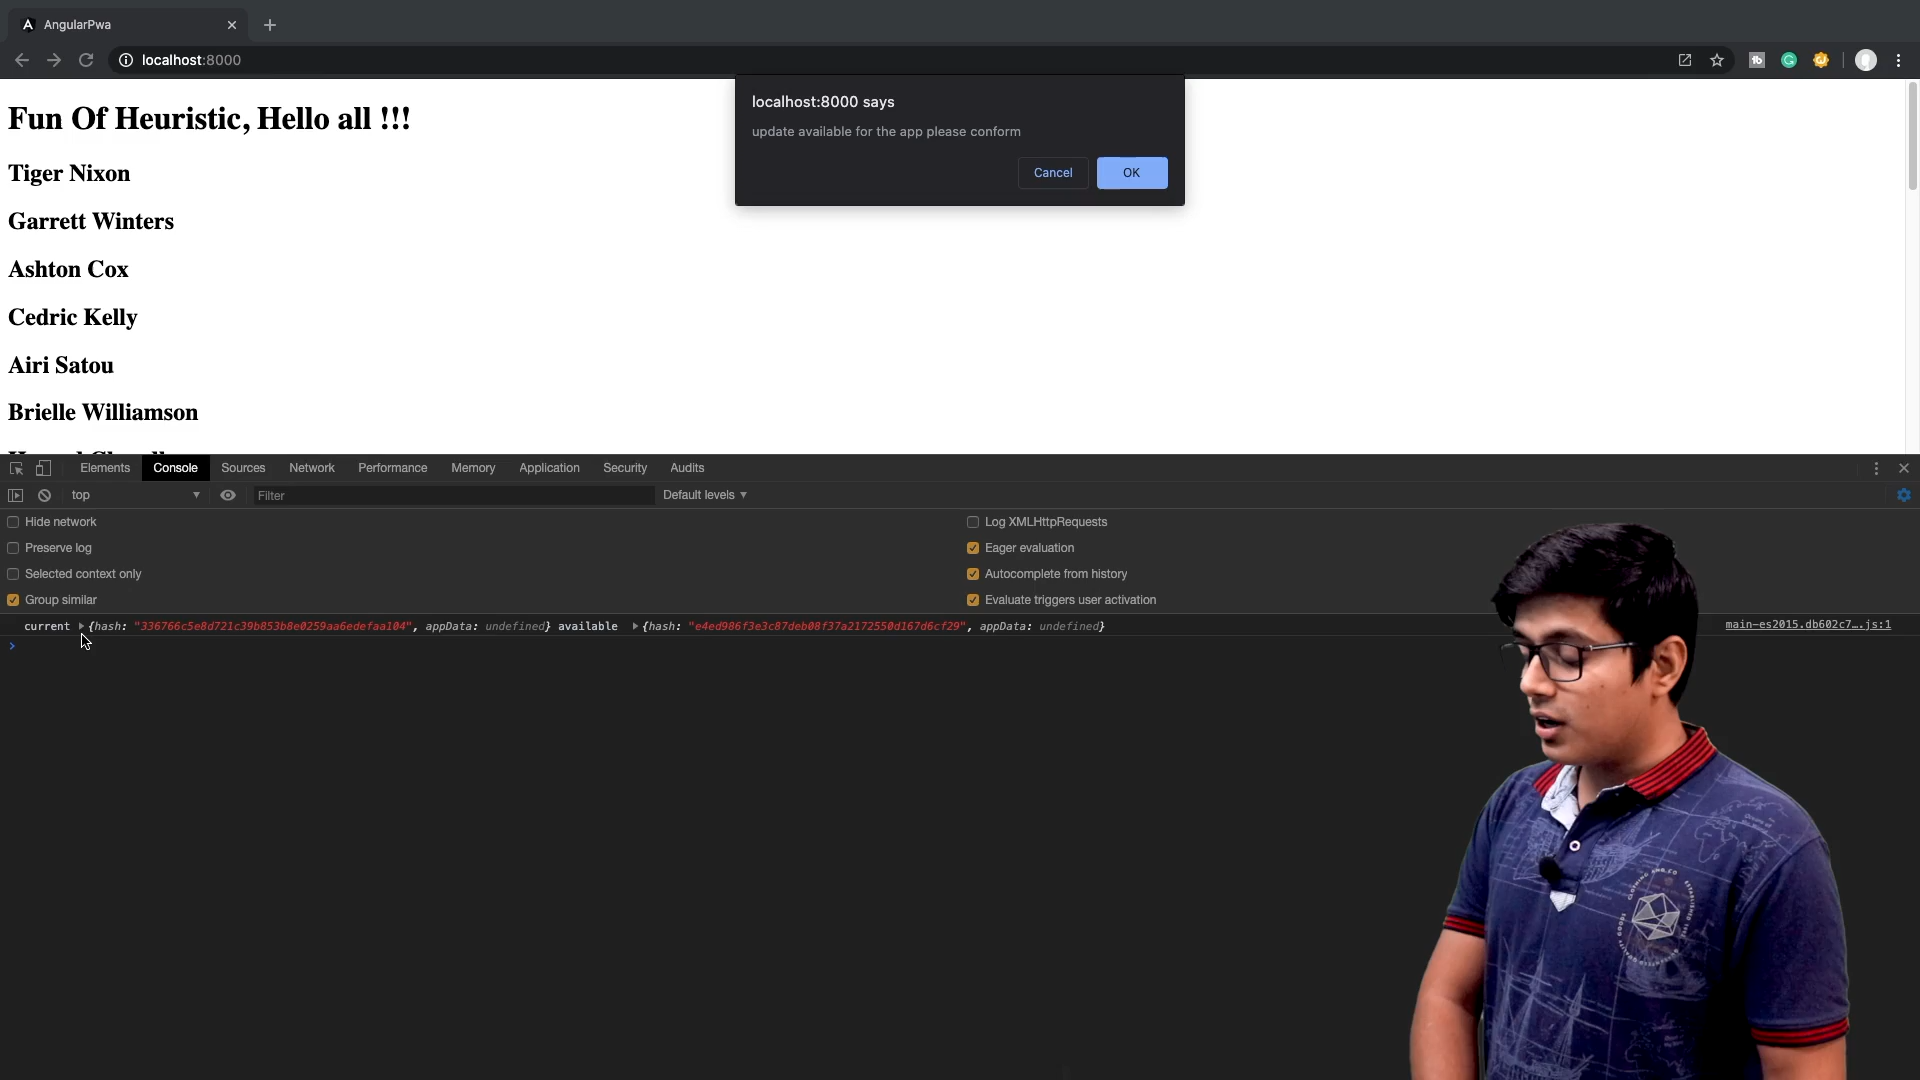 AngularPwa
localhost:8000
localhost:8000 says
update available for the app please conform
Cancel
OK
Fun Of Heuristic, Hello all !!!
Tiger Nixon
Garrett Winters
Ashton Cox
Cedric Kelly
Airi Satou
Brielle Williamson
Elements Console Sources Network Performance Memory Application Security Audits
top Filter Default levels
Hide network Log XMLHttpRequests
Preserve log Eager evaluation
Selected context only Autocomplete from history
Group similar Evaluate triggers user activation
current {hash: "336766c5e8d721c39b853b8e0259aa6edefaa104", appData: undefined} available {hash: "e4ed986f3e3c87deb08f37a2172550d167d6cf29", appData: undefined} main-es2015.db602c7….js:1